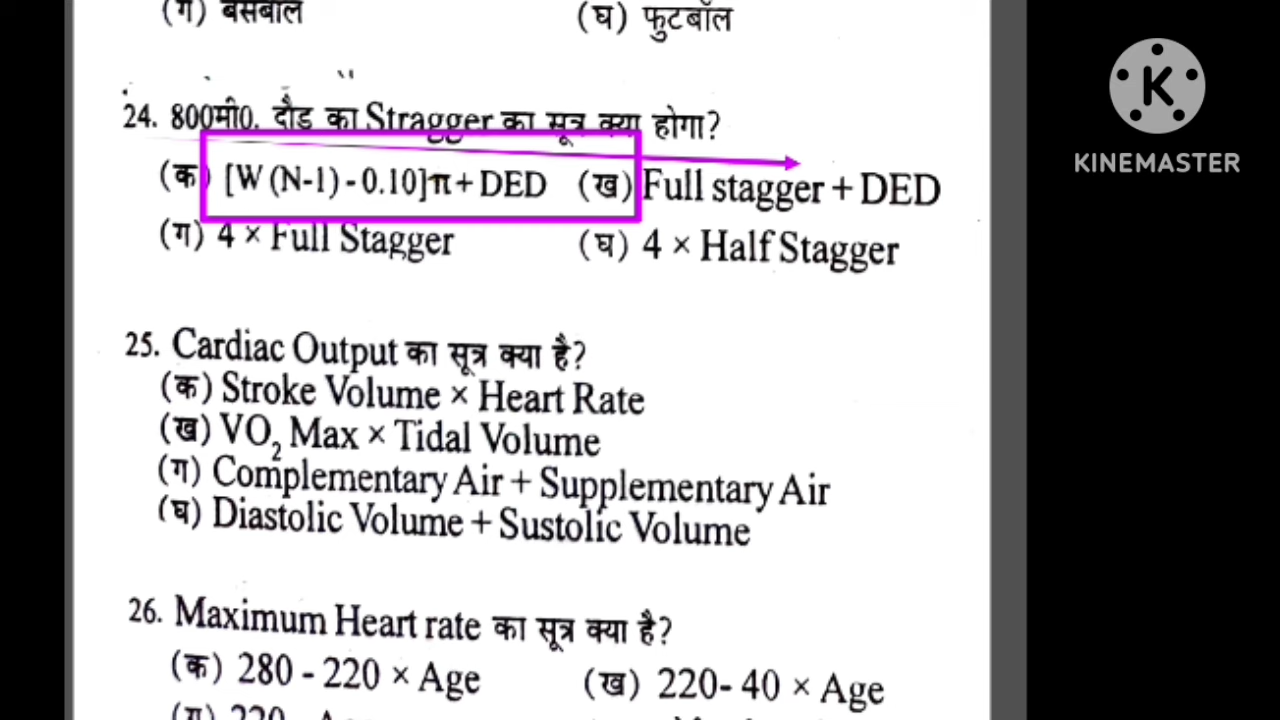 (ग) बेसबॉल (घ) फुटबॉल
24. 800मी0. दौड का Stragger का सूत्र क्या होगा?
(क) [W (N-1) - 0.10]π + DED (ख) Full stagger + DED
(ग) 4 × Full Stagger (घ) 4 × Half Stagger
25. Cardiac Output का सूत्र क्या है?
(क) Stroke Volume × Heart Rate
(ख) VO₂ Max × Tidal Volume
(ग) Complementary Air + Supplementary Air
(घ) Diastolic Volume + Sustolic Volume
26. Maximum Heart rate का सूत्र क्या है?
(क) 280 - 220 × Age (ख) 220- 40 × Age
(ग) 220- Age
KINEMASTER